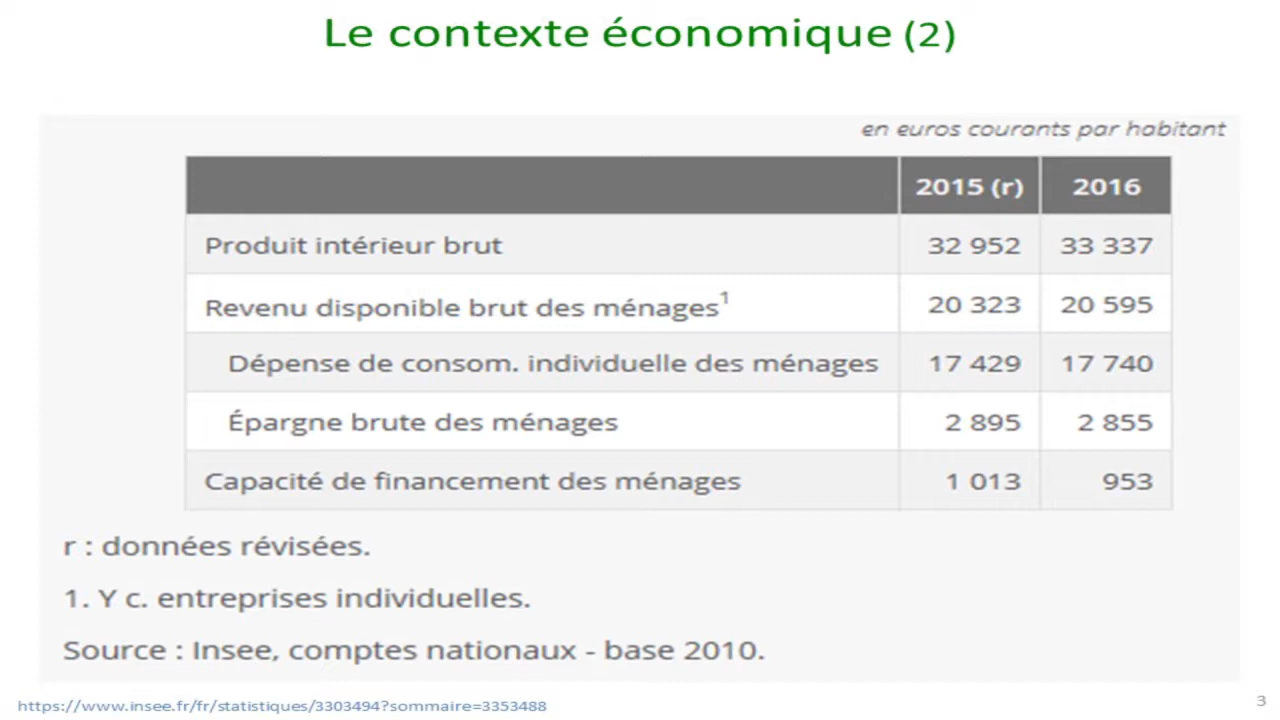 Le contexte économique (2)
en euros courants par habitant
2015 (r) 2016
Produit intérieur brut 32 952 33 337
Revenu disponible brut des ménages¹ 20 323 20 595
Dépense de consom. individuelle des ménages 17 429 17 740
Épargne brute des ménages 2 895 2 855
Capacité de financement des ménages 1 013 953
r : données révisées.
1. Y c. entreprises individuelles.
Source : Insee, comptes nationaux - base 2010.
https://www.insee.fr/fr/statistiques/3303494?sommaire=3353488 3